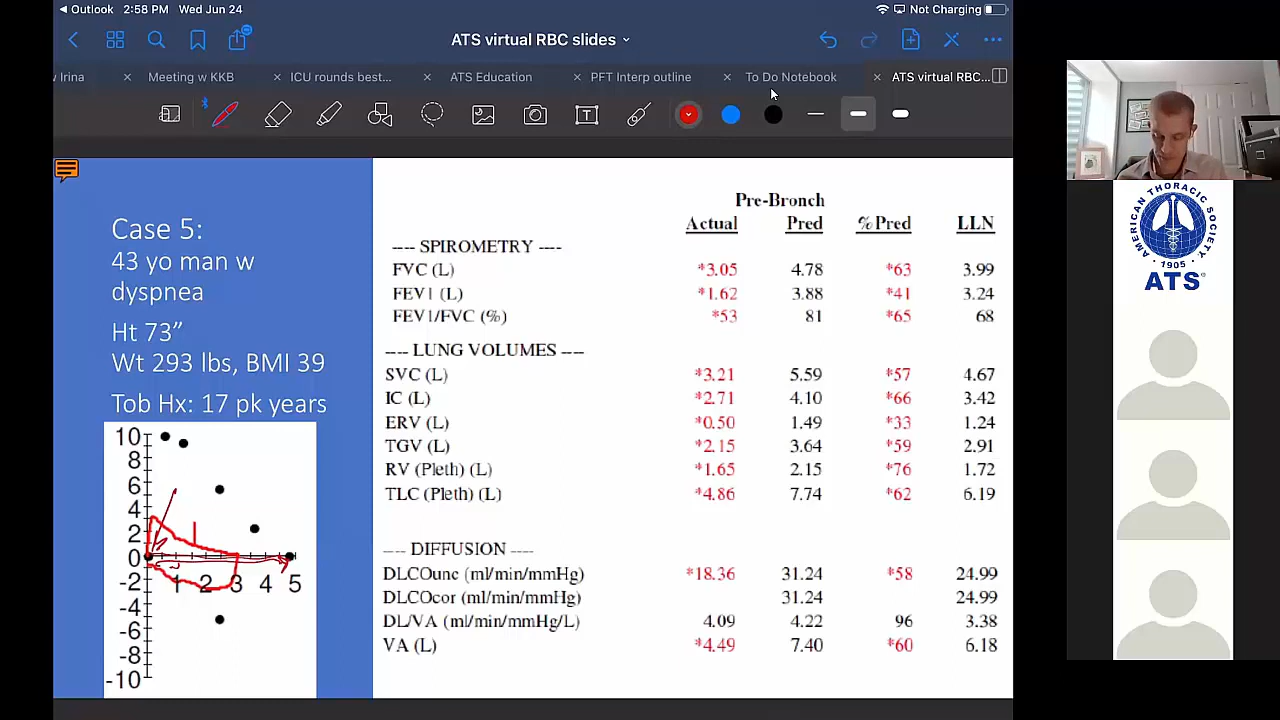 Outlook 2:58 PM Wed Jun 24 Not Charging
ATS virtual RBC slides
w Irina Meeting w KKB ICU rounds best... ATS Education PFT Interp outline To Do Notebook ATS virtual RBC...
Case 5:
43 yo man w
dyspnea
Ht 73”
Wt 293 lbs, BMI 39
Tob Hx: 17 pk years
10
8
6
4
2
0
-2
-4
-6
-8
-10
1 2 3 4 5
Pre-Bronch
Actual Pred %Pred LLN
---- SPIROMETRY ----
FVC (L) *3.05 4.78 *63 3.99
FEV1 (L) *1.62 3.88 *41 3.24
FEV1/FVC (%) *53 81 *65 68
---- LUNG VOLUMES ----
SVC (L) *3.21 5.59 *57 4.67
IC (L) *2.71 4.10 *66 3.42
ERV (L) *0.50 1.49 *33 1.24
TGV (L) *2.15 3.64 *59 2.91
RV (Pleth) (L) *1.65 2.15 *76 1.72
TLC (Pleth) (L) *4.86 7.74 *62 6.19
---- DIFFUSION ----
DLCOunc (ml/min/mmHg) *18.36 31.24 *58 24.99
DLCOcor (ml/min/mmHg) 31.24 24.99
DL/VA (ml/min/mmHg/L) 4.09 4.22 96 3.38
VA (L) *4.49 7.40 *60 6.18
AMERICAN THORACIC SOCIETY
• 1905 •
ATS®